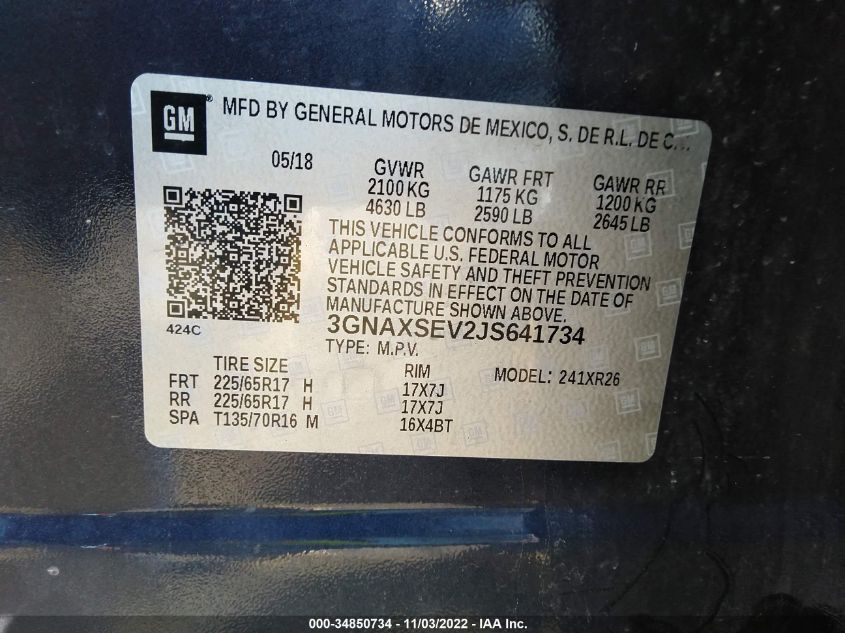 GM ® MFD BY GENERAL MOTORS DE MEXICO, S. DE R.L. DE C...
05/18 GVWR GAWR FRT GAWR RR
2100 KG 1175 KG 1200 KG
4630 LB 2590 LB 2645 LB
THIS VEHICLE CONFORMS TO ALL
APPLICABLE U.S. FEDERAL MOTOR
VEHICLE SAFETY AND THEFT PREVENTION
STANDARDS IN EFFECT ON THE DATE OF
MANUFACTURE SHOWN ABOVE.
424C 3GNAXSEV2JS641734
TYPE: M.P.V.
TIRE SIZE RIM MODEL: 241XR26
FRT 225/65R17 H 17X7J
RR 225/65R17 H 17X7J
SPA T135/70R16 M 16X4BT
000-34850734 - 11/03/2022 - IAA Inc.